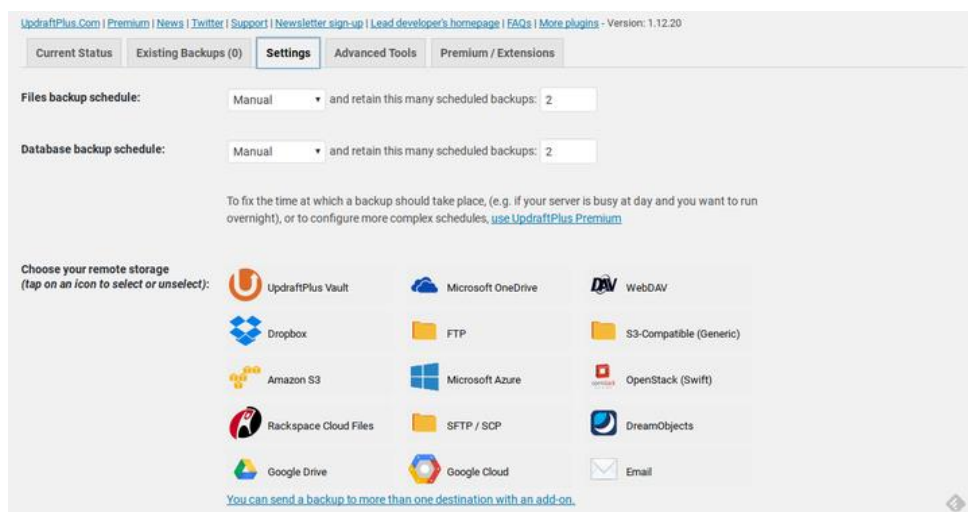 UpdraftPlus.Com | Premium | News | Twitter | Support | Newsletter sign-up | Lead developer's homepage | FAQs | More plugins - Version: 1.12.20
Current Status Existing Backups (0) Settings Advanced Tools Premium / Extensions
Files backup schedule: Manual and retain this many scheduled backups: 2
Database backup schedule: Manual and retain this many scheduled backups: 2
To fix the time at which a backup should take place, (e.g. if your server is busy at day and you want to run
overnight), or to configure more complex schedules, use UpdraftPlus Premium
Choose your remote storage
(tap on an icon to select or unselect):
UpdraftPlus Vault Microsoft OneDrive DAV WebDAV
Dropbox FTP S3-Compatible (Generic)
Amazon S3 Microsoft Azure openstack OpenStack (Swift)
Rackspace Cloud Files SFTP / SCP DreamObjects
Google Drive Google Cloud Email
You can send a backup to more than one destination with an add-on.